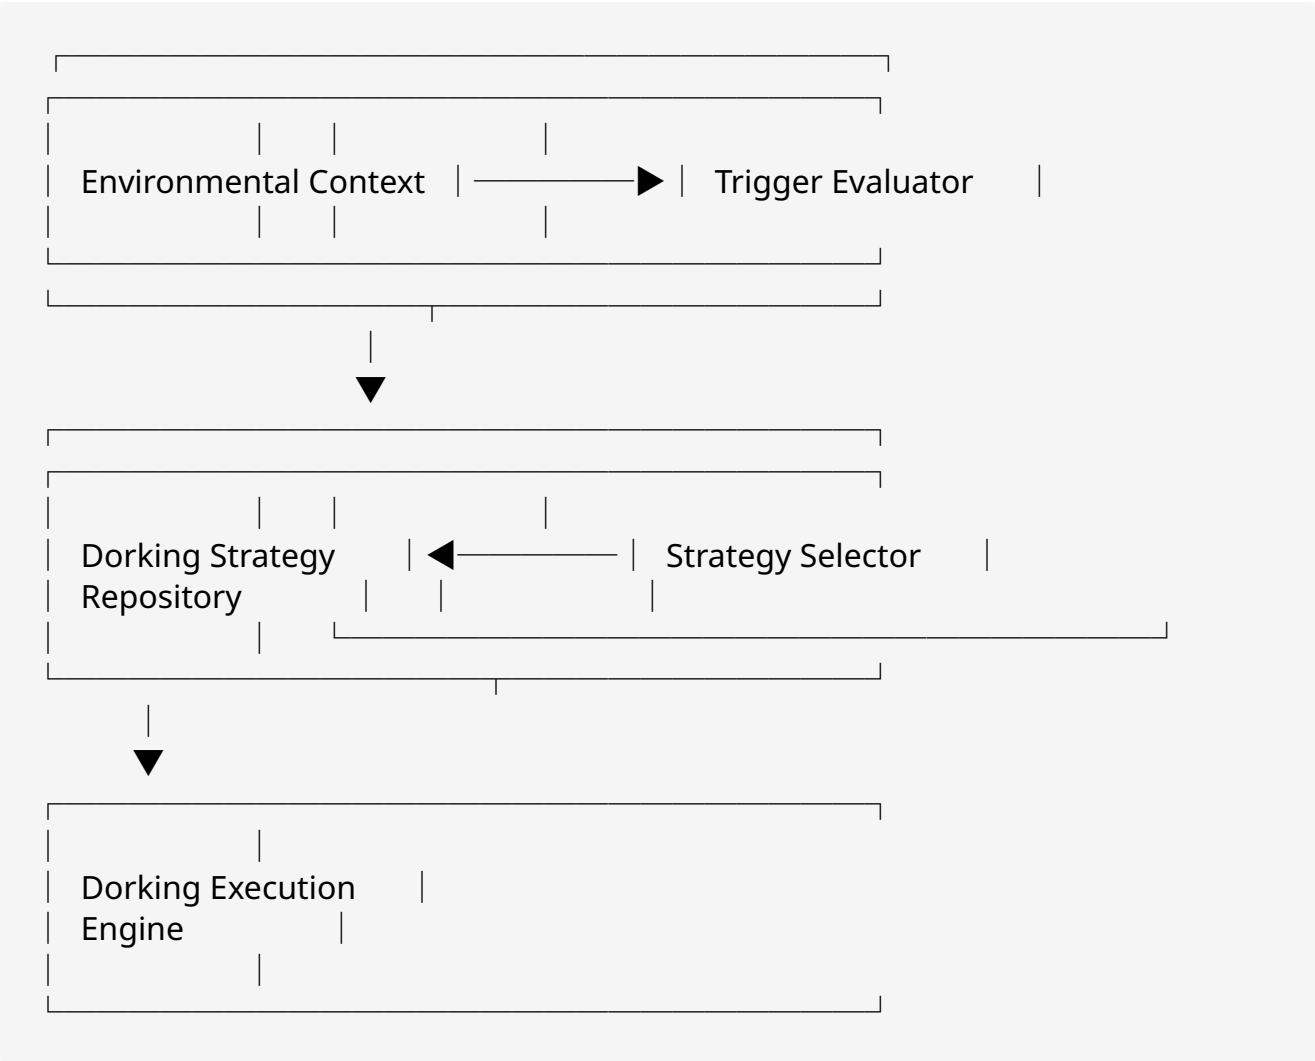 Environmental Context Trigger Evaluator
Dorking Strategy Strategy Selector
Repository
Dorking Execution
Engine